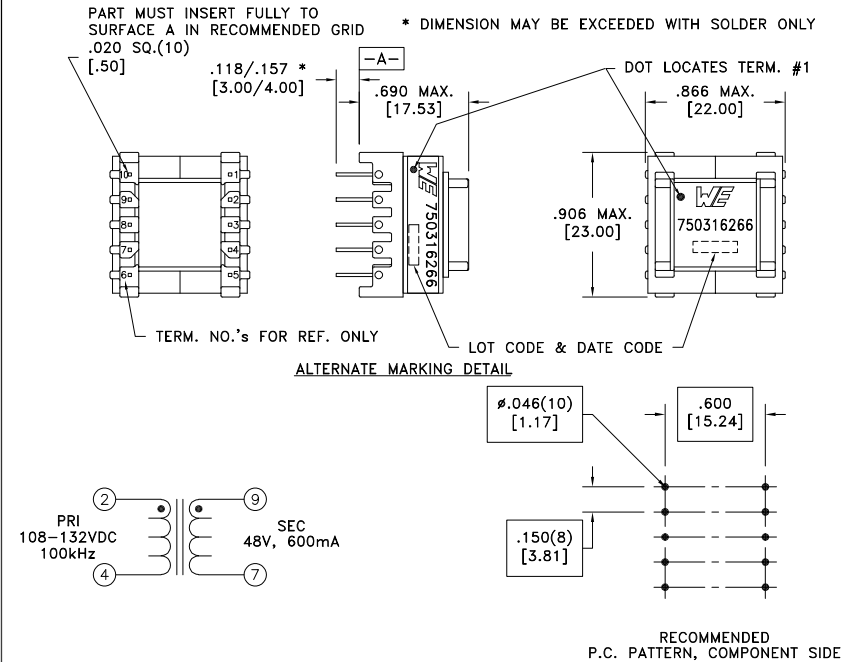 PART MUST INSERT FULLY TO
SURFACE A IN RECOMMENDED GRID
.020 SQ.(10)
[.50]
* DIMENSION MAY BE EXCEEDED WITH SOLDER ONLY
.118/.157 *
[3.00/4.00]
-A-
.690 MAX.
[17.53]
DOT LOCATES TERM. #1
.866 MAX.
[22.00]
10
9
8
7
6
1
2
3
4
5
WE 750316266
.906 MAX.
[23.00]
WE
750316266
TERM. NO.'s FOR REF. ONLY
LOT CODE & DATE CODE
ALTERNATE MARKING DETAIL
ø.046(10)
[1.17]
.600
[15.24]
.150(8)
[3.81]
2
4
PRI
108-132VDC
100kHz
9
7
SEC
48V, 600mA
RECOMMENDED
P.C. PATTERN, COMPONENT SIDE